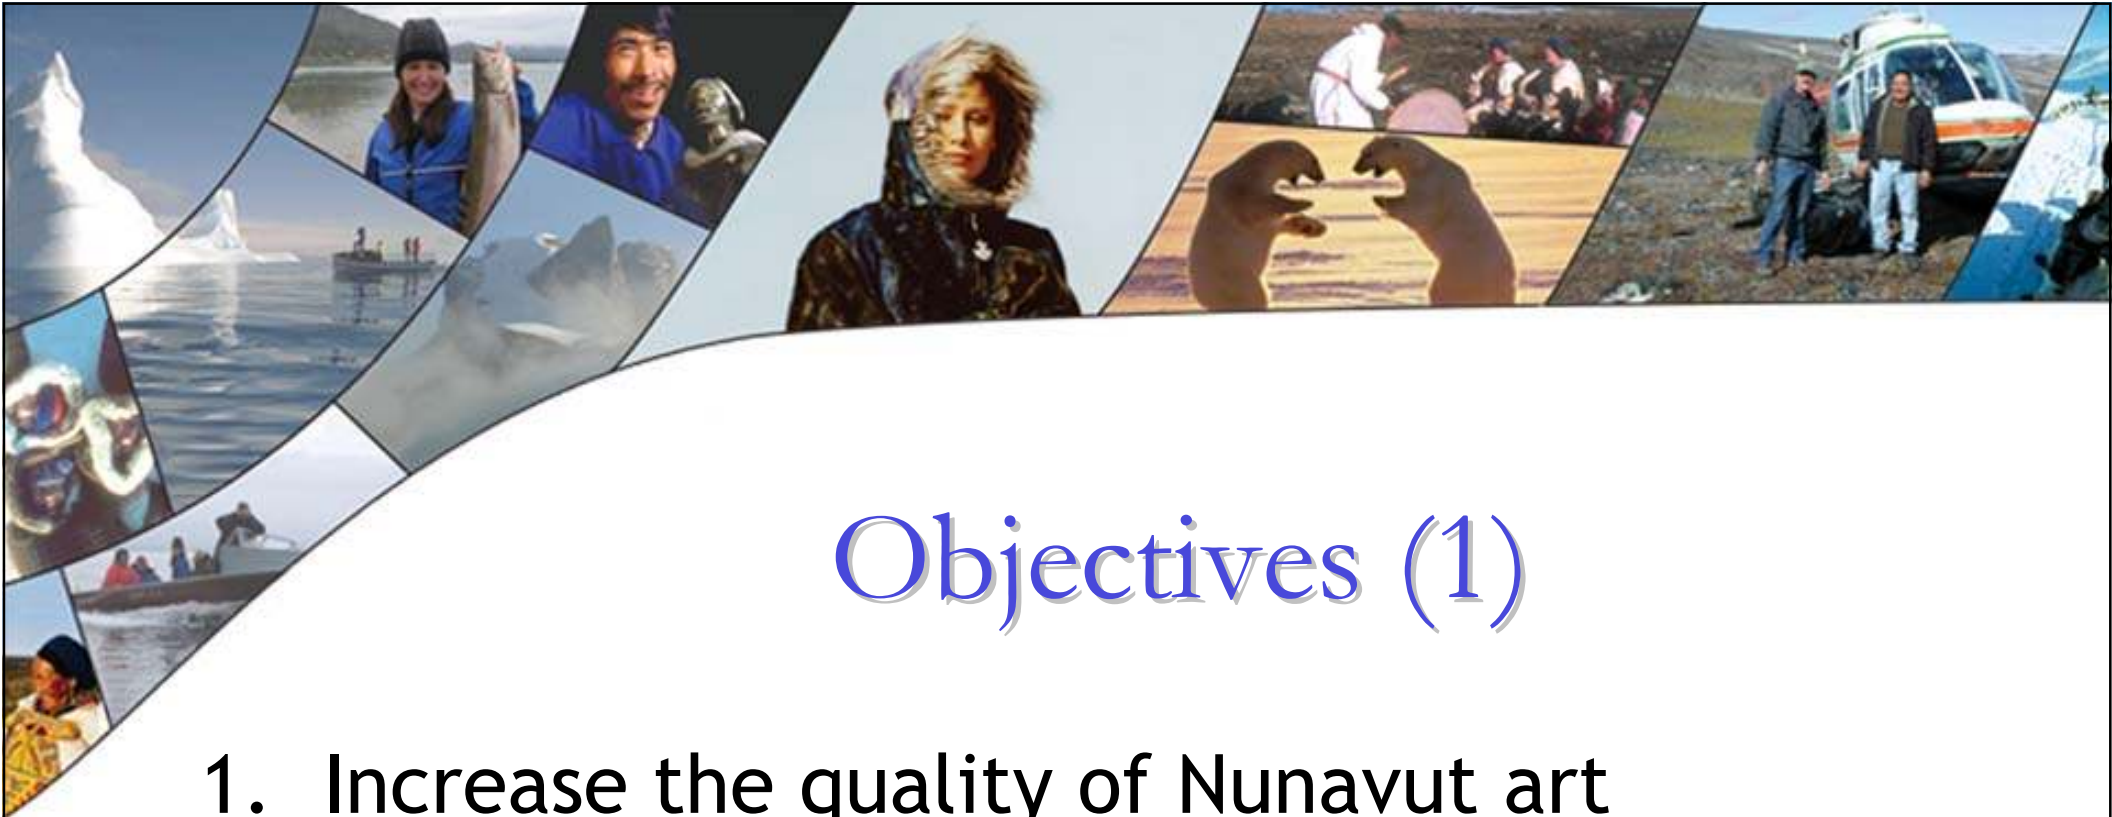 Objectives (1)
1. Increase the quality of Nunavut art